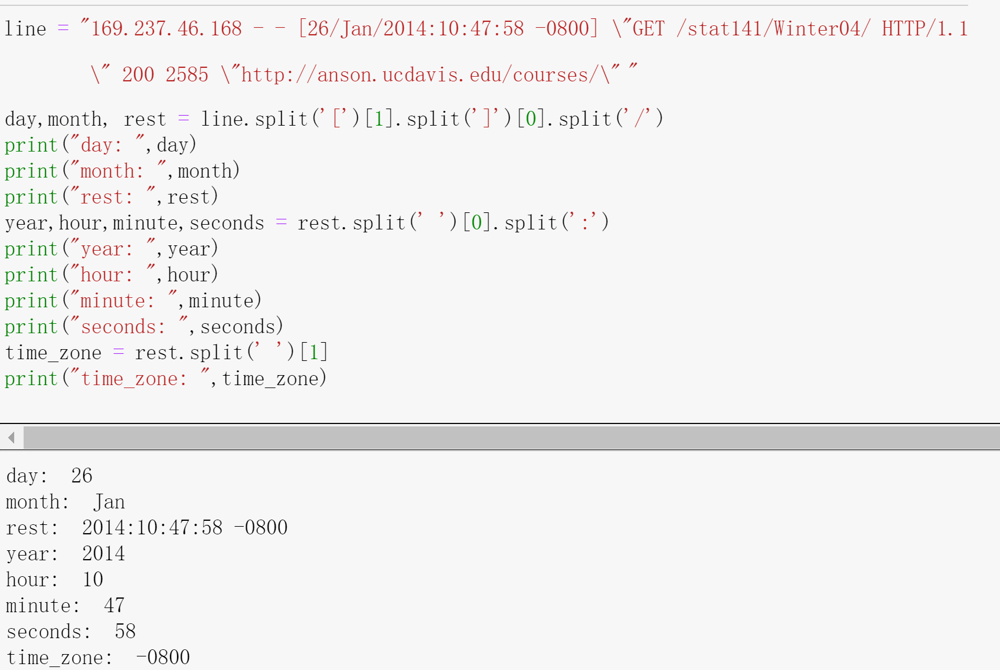 line = "169.237.46.168 - - [26/Jan/2014:10:47:58 -0800] \"GET /stat141/Winter04/ HTTP/1.1
\" 200 2585 \"http://anson.ucdavis.edu/courses/\" "
day,month, rest = line.split('[')[1].split(']')[0].split('/')
print("day: ",day)
print("month: ",month)
print("rest: ",rest)
year,hour,minute,seconds = rest.split(' ')[0].split(':')
print("year: ",year)
print("hour: ",hour)
print("minute: ",minute)
print("seconds: ",seconds)
time_zone = rest.split(' ')[1]
print("time_zone: ",time_zone)
day:  26
month:  Jan
rest:  2014:10:47:58 -0800
year:  2014
hour:  10
minute:  47
seconds:  58
time_zone:  -0800